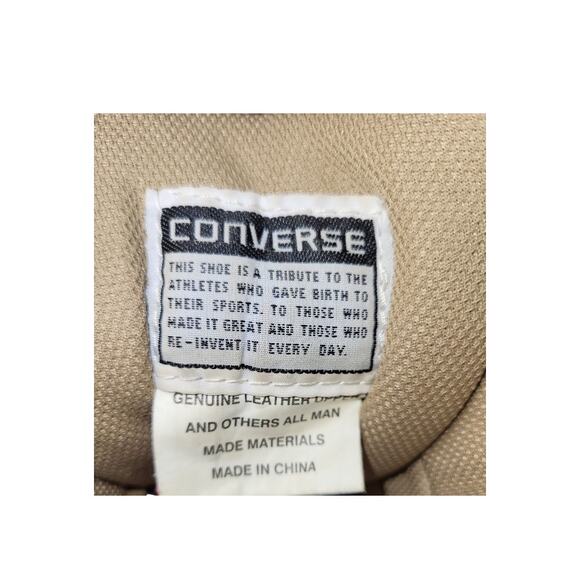 CONVERSE
THIS SHOE IS A TRIBUTE TO THE
ATHLETES WHO GAVE BIRTH TO
THEIR SPORTS. TO THOSE WHO
MADE IT GREAT AND THOSE WHO
RE-INVENT IT EVERY DAY.
GENUINE LEATHER UPPER
AND OTHERS ALL MAN
MADE MATERIALS
MADE IN CHINA